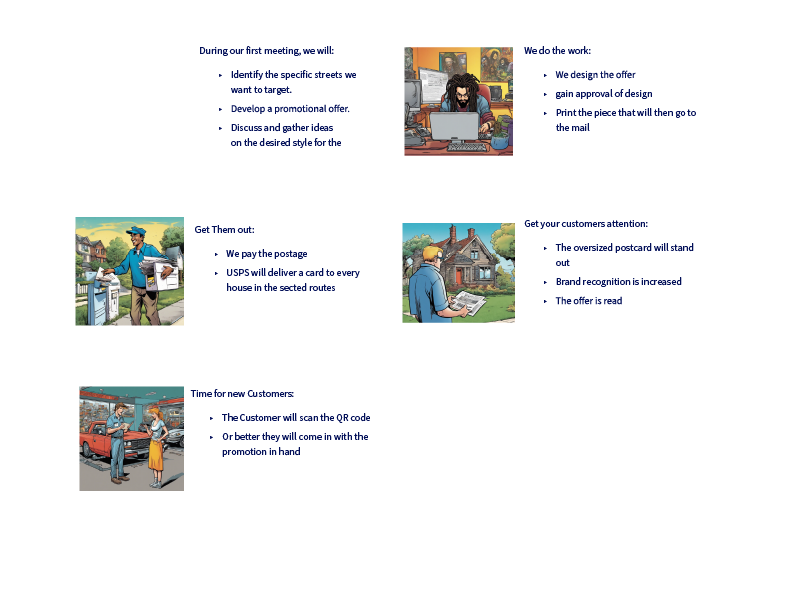 During our first meeting, we will:
‣ Identify the specific streets we
want to target.
‣ Develop a promotional offer.
‣ Discuss and gather ideas
on the desired style for the
We do the work:
‣ We design the offer
‣ gain approval of design
‣ Print the piece that will then go to
the mail
Get Them out:
‣ We pay the postage
‣ USPS will deliver a card to every
house in the sected routes
Get your customers attention:
‣ The oversized postcard will stand
out
‣ Brand recognition is increased
‣ The offer is read
Time for new Customers:
‣ The Customer will scan the QR code
‣ Or better they will come in with the
promotion in hand